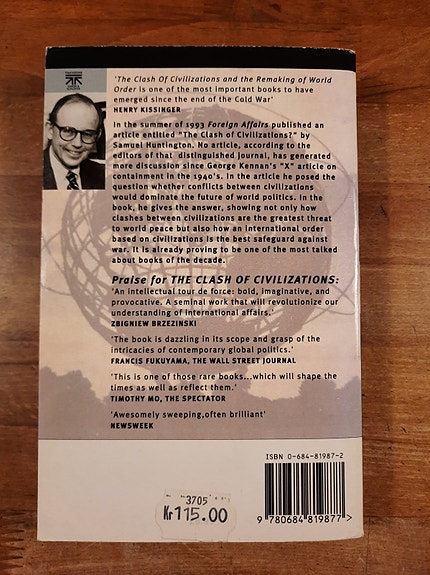 'The Clash Of Civilizations and the Remaking of World
Order is one of the most important books to have
emerged since the end of the Cold War'
HENRY KISSINGER
In the summer of 1993 Foreign Affairs published an
article entitled "The Clash of Civilizations?" by
Samuel Huntington. No article, according to the
editors of that distinguished journal, has generated
more discussion since George Kennan's "X" article on
containment in the 1940's. In the article he posed the
question whether conflicts between civilizations
would dominate the future of world politics. In
the book, he gives the answer, showing not only how
clashes between civilizations are the greatest threat
to world peace but also how an international order
based on civilizations is the best safeguard against
war. It is already proving to be one of the most talked
about books of the decade.
Praise for THE CLASH OF CIVILIZATIONS:
'An intellectual tour de force: bold, imaginative, and
provocative. A seminal work that will revolutionize our
understanding of international affairs.'
ZBIGNIEW BRZEZINSKI
'The book is dazzling in its scope and grasp of the
intricacies of contemporary global politics.'
FRANCIS FUKUYAMA, THE WALL STREET JOURNAL
'This is one of those rare books...which will shape the
times as well as reflect them.'
TIMOTHY MO, THE SPECTATOR
'Awesomely sweeping,often brilliant'
NEWSWEEK
ISBN 0-684-81987-2
3705
Kr 115.00
9 780684 819877 >